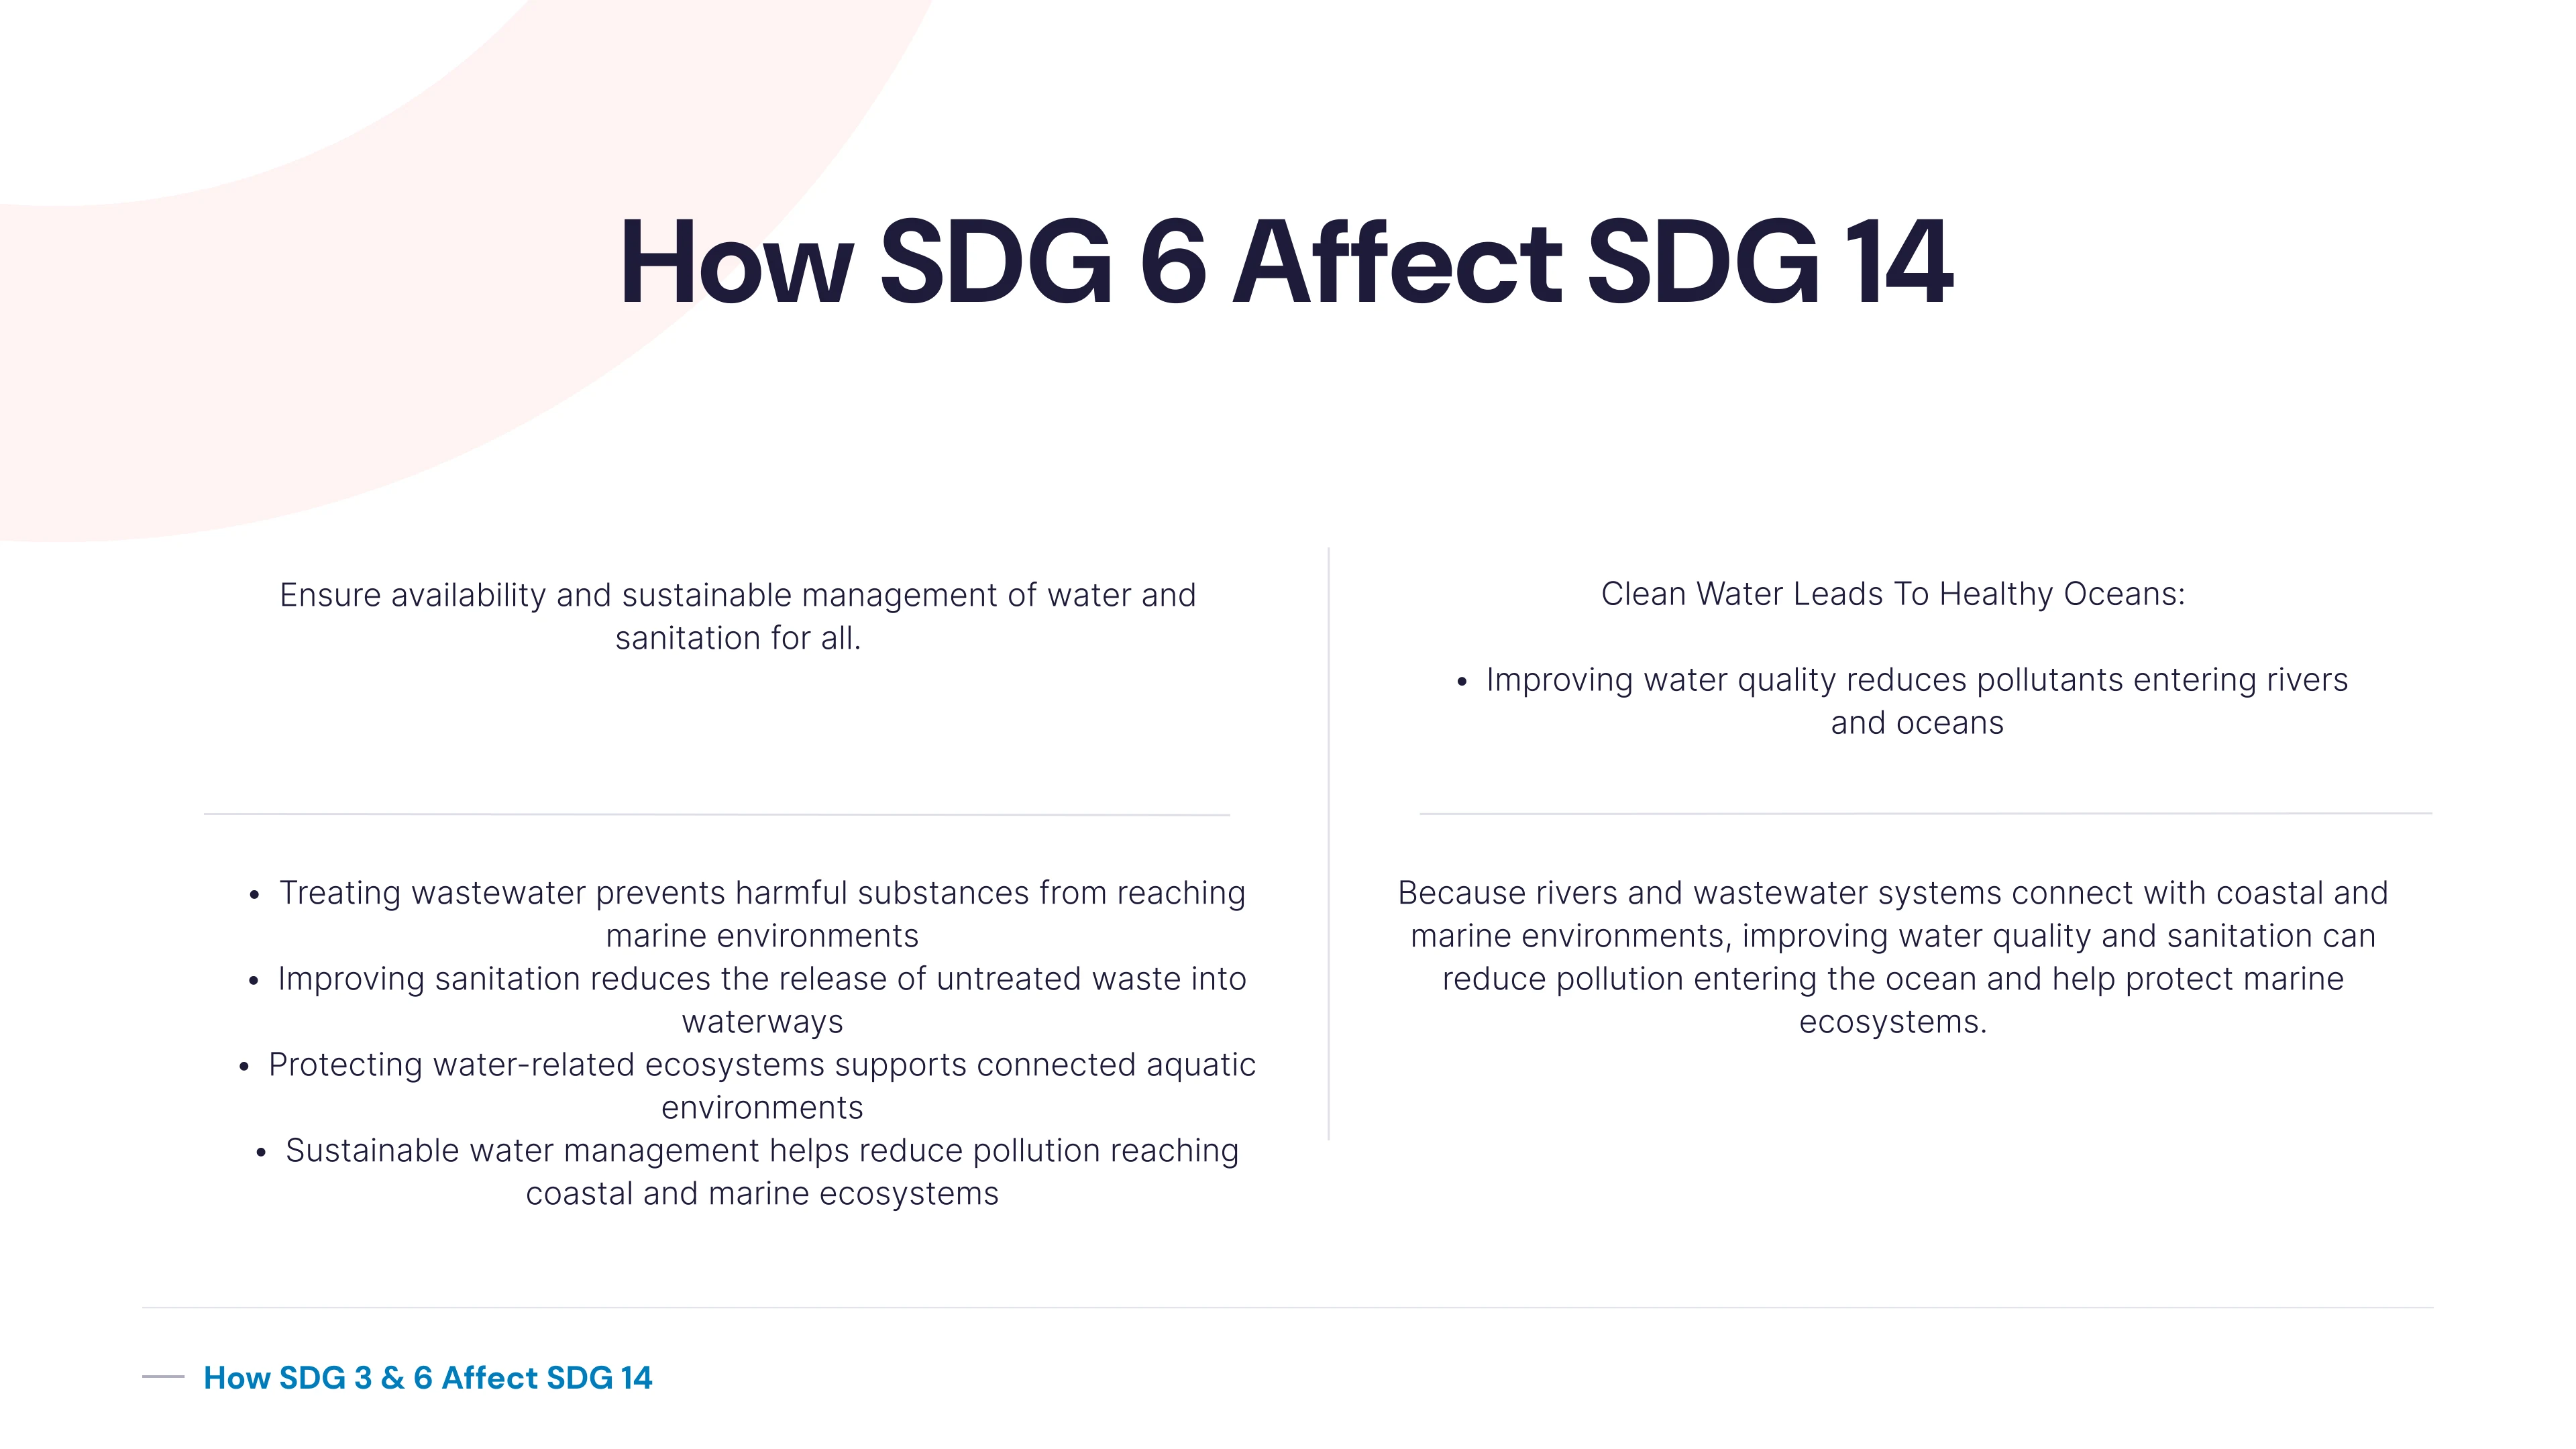 How SDG 6 Affect SDG 14
Ensure availability and sustainable management of water and
sanitation for all.
• Treating wastewater prevents harmful substances from reaching
marine environments
• Improving sanitation reduces the release of untreated waste into
waterways
• Protecting water-related ecosystems supports connected aquatic
environments
• Sustainable water management helps reduce pollution reaching
coastal and marine ecosystems
Clean Water Leads To Healthy Oceans:
• Improving water quality reduces pollutants entering rivers
and oceans
Because rivers and wastewater systems connect with coastal and
marine environments, improving water quality and sanitation can
reduce pollution entering the ocean and help protect marine
ecosystems.
How SDG 3 & 6 Affect SDG 14